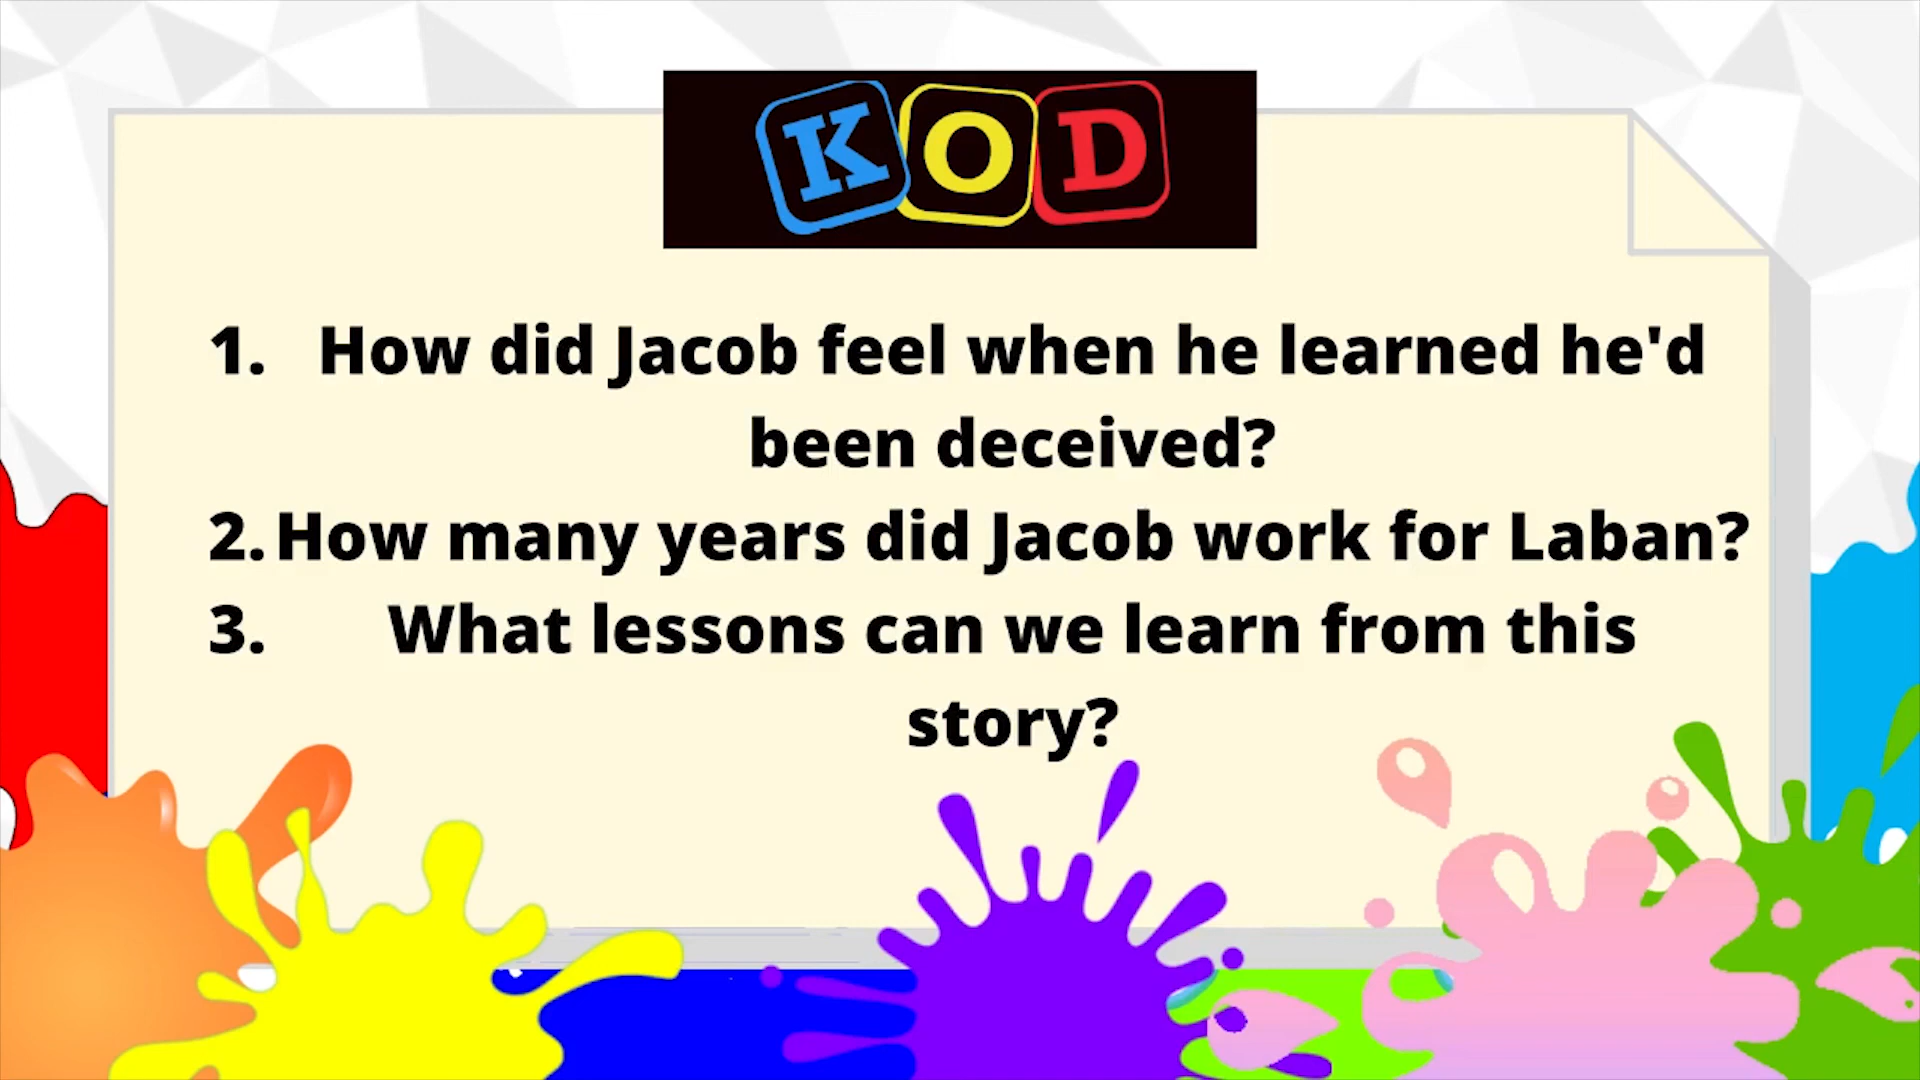 KOD
1. How did Jacob feel when he learned he'd
been deceived?
2. How many years did Jacob work for Laban?
3. What lessons can we learn from this
story?